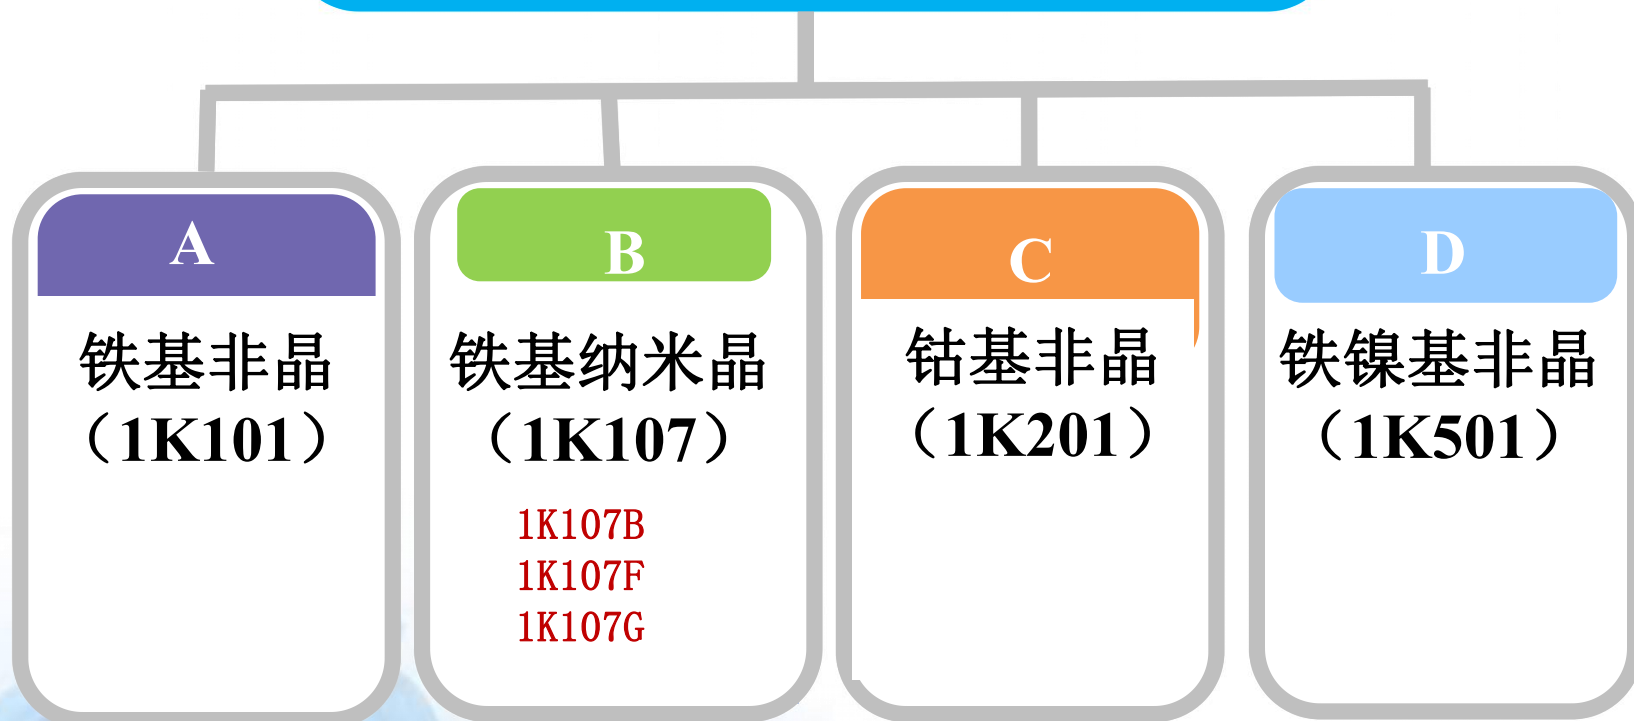 A
铁基非晶
（1K101）
B
铁基纳米晶
（1K107）
1K107B
1K107F
1K107G
C
钴基非晶
（1K201）
D
铁镍基非晶
（1K501）